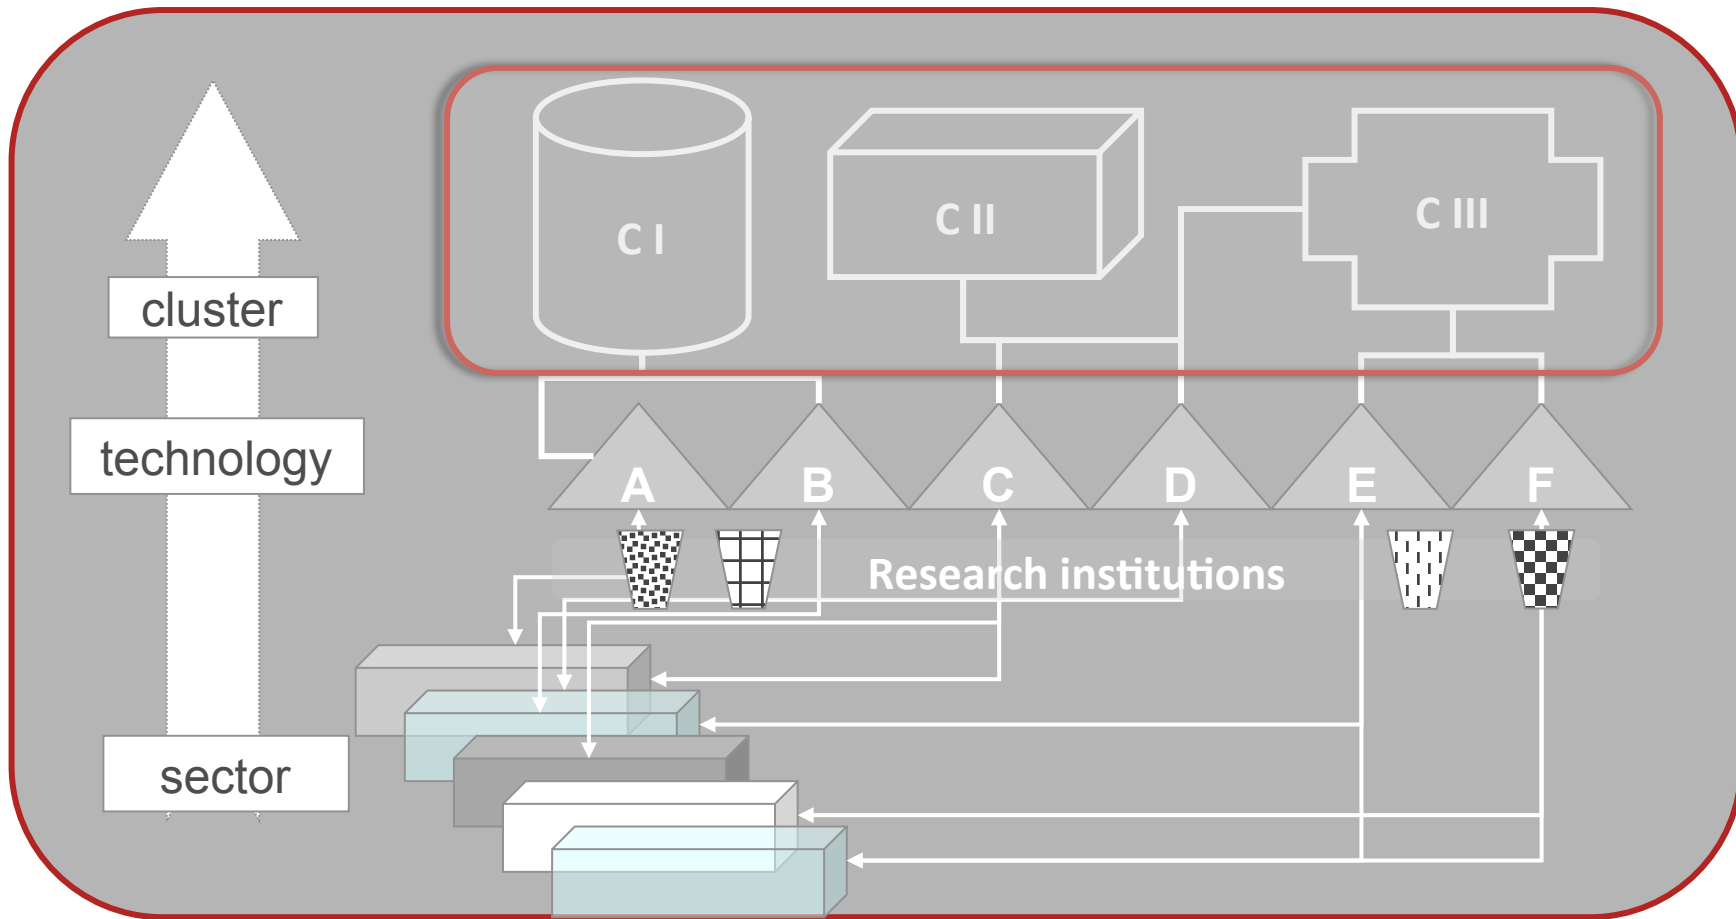 C I
C II
C III
cluster
technology
A B C D E F
Research institutions
sector